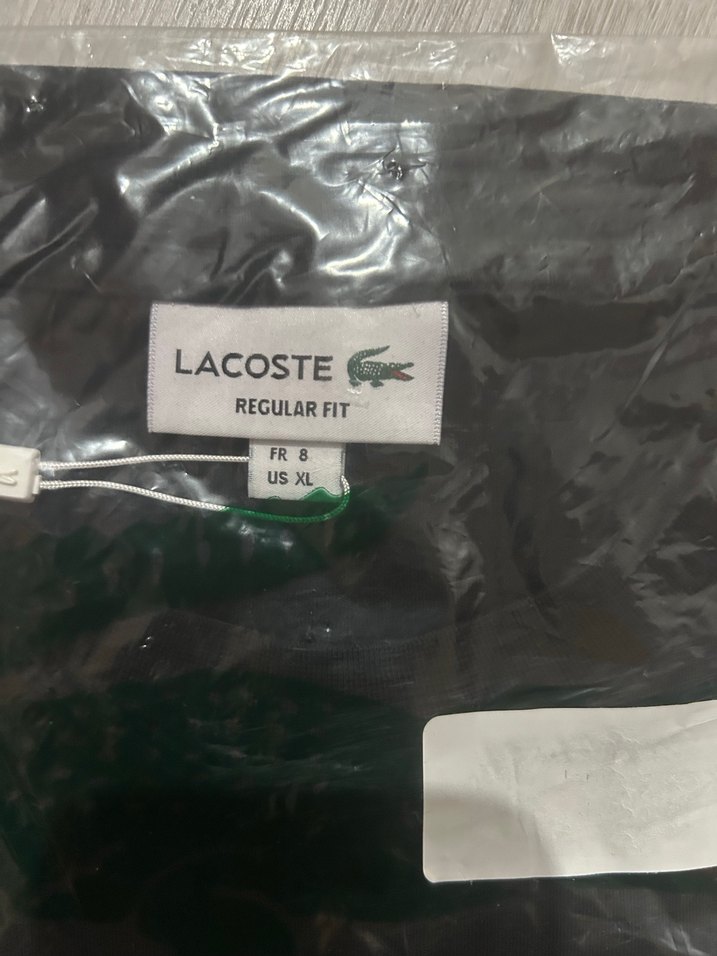 LACOSTE
REGULAR FIT
FR 8
US XL